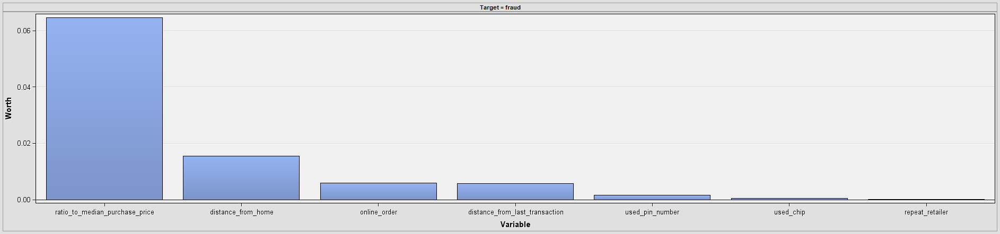 Target = fraud
Worth
0.06
0.04
0.02
0.00
ratio_to_median_purchase_price distance_from_home online_order distance_from_last_transaction used_pin_number used_chip repeat_retailer
Variable